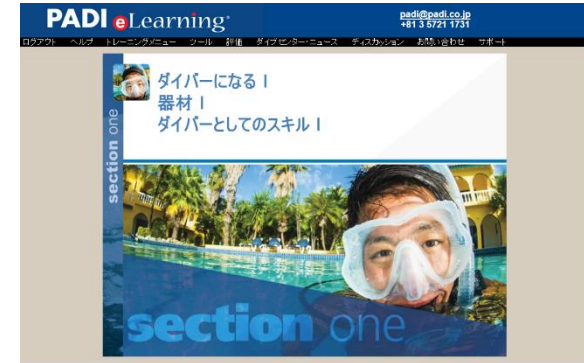 PADI eLearning
padi@padi.co.jp
+81 3 5721 1731
ログアウト ヘルプ トレーニングメニュー ツール 評価 ダイブセンター・ニュース ディスカッション お問い合わせ サポート
section one
ダイバーになる I
器材 I
ダイバーとしてのスキル I
section one